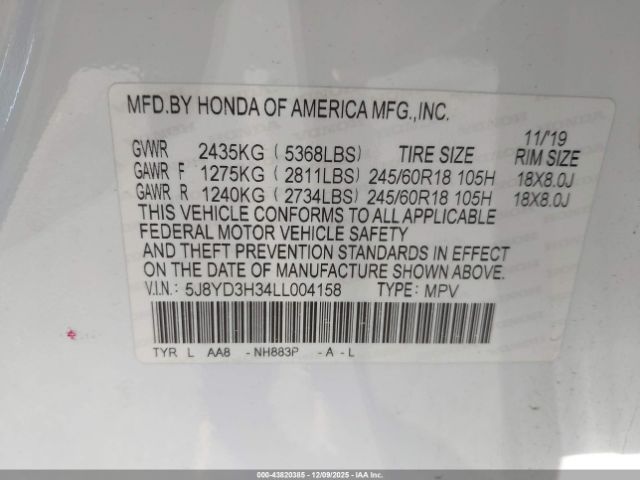 MFD.BY HONDA OF AMERICA MFG.,INC.
11/'19
GVWR 2435KG ( 5368LBS) TIRE SIZE RIM SIZE
GAWR F 1275KG ( 2811LBS) 245/60R18 105H 18X8.0J
GAWR R 1240KG ( 2734LBS) 245/60R18 105H 18X8.0J
THIS VEHICLE CONFORMS TO ALL APPLICABLE
FEDERAL MOTOR VEHICLE SAFETY
AND THEFT PREVENTION STANDARDS IN EFFECT
ON THE DATE OF MANUFACTURE SHOWN ABOVE.
V.I.N.: 5J8YD3H34LL004158 TYPE: MPV
TYR L AA8 -NH883P -A-L
000-43820385 - 12/09/2025 - IAAI.COM